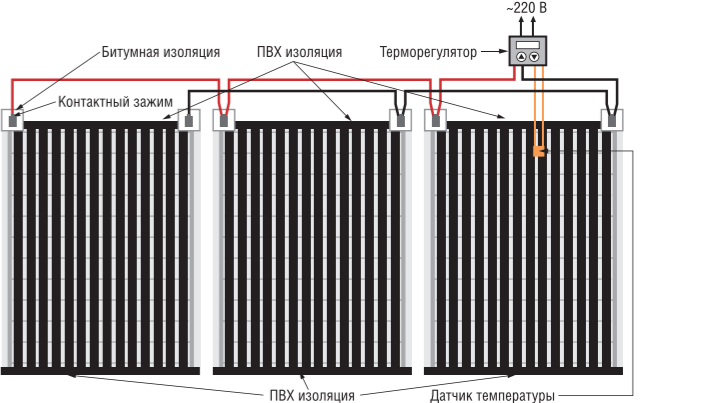 ~220 В
Битумная изоляция
ПВХ изоляция
Терморегулятор
Контактный зажим
ПВХ изоляция
Датчик температуры